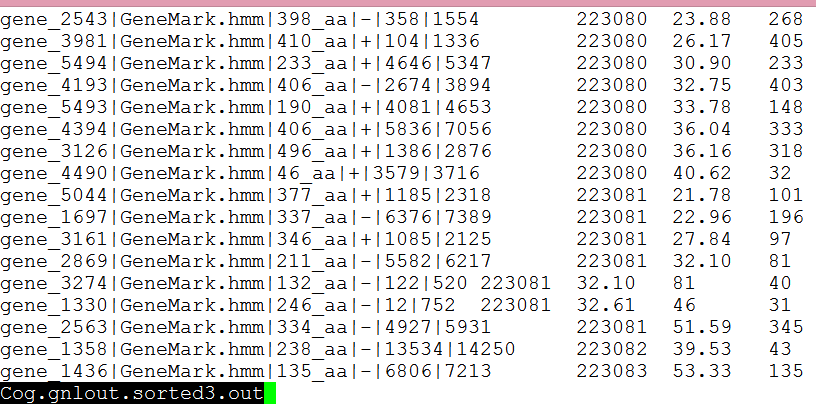 gene_2543|GeneMark.hmm|398_aa|-|358|1554 223080 23.88 268
gene_3981|GeneMark.hmm|410_aa|+|104|1336 223080 26.17 405
gene_5494|GeneMark.hmm|233_aa|+|4646|5347 223080 30.90 233
gene_4193|GeneMark.hmm|406_aa|-|2674|3894 223080 32.75 403
gene_5493|GeneMark.hmm|190_aa|+|4081|4653 223080 33.78 148
gene_4394|GeneMark.hmm|406_aa|+|5836|7056 223080 36.04 333
gene_3126|GeneMark.hmm|496_aa|+|1386|2876 223080 36.16 318
gene_4490|GeneMark.hmm|46_aa|+|3579|3716 223080 40.62 32
gene_5044|GeneMark.hmm|377_aa|+|1185|2318 223081 21.78 101
gene_1697|GeneMark.hmm|337_aa|-|6376|7389 223081 22.96 196
gene_3161|GeneMark.hmm|346_aa|+|1085|2125 223081 27.84 97
gene_2869|GeneMark.hmm|211_aa|-|5582|6217 223081 32.10 81
gene_3274|GeneMark.hmm|132_aa|-|122|520 223081 32.10 81 40
gene_1330|GeneMark.hmm|246_aa|-|12|752 223081 32.61 46 31
gene_2563|GeneMark.hmm|334_aa|-|4927|5931 223081 51.59 345
gene_1358|GeneMark.hmm|238_aa|-|13534|14250 223082 39.53 43
gene_1436|GeneMark.hmm|135_aa|-|6806|7213 223083 53.33 135
Cog.gnlout.sorted3.out